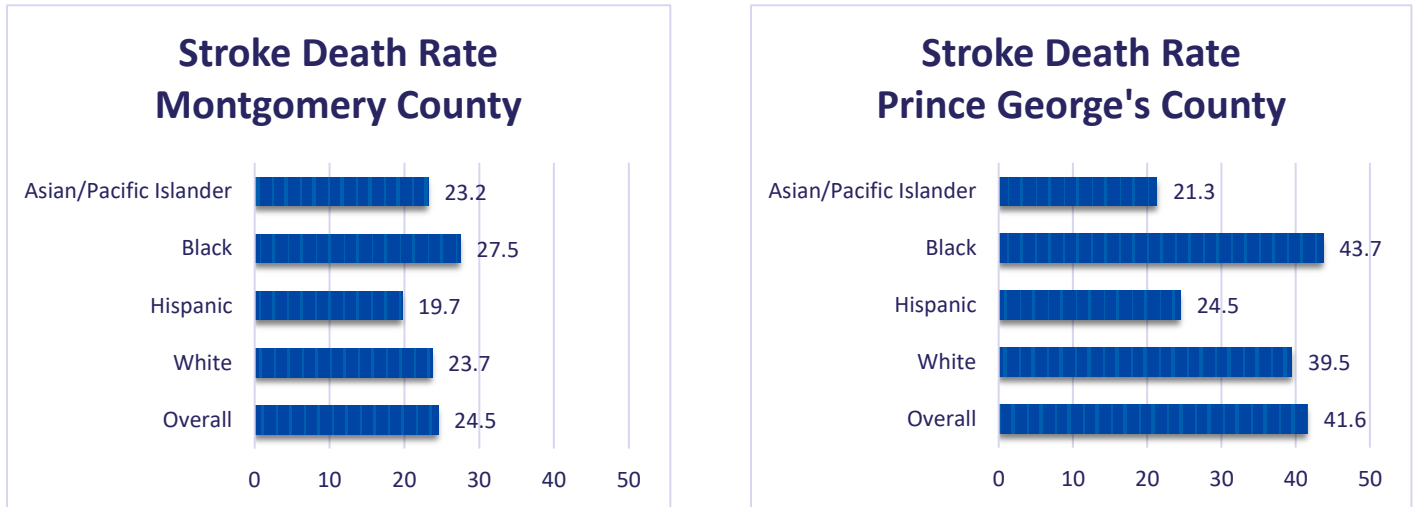 Stroke Death Rate
Montgomery County
Asian/Pacific Islander 23.2
Black 27.5
Hispanic 19.7
White 23.7
Overall 24.5
0 10 20 30 40 50
Stroke Death Rate
Prince George's County
Asian/Pacific Islander 21.3
Black 43.7
Hispanic 24.5
White 39.5
Overall 41.6
0 10 20 30 40 50